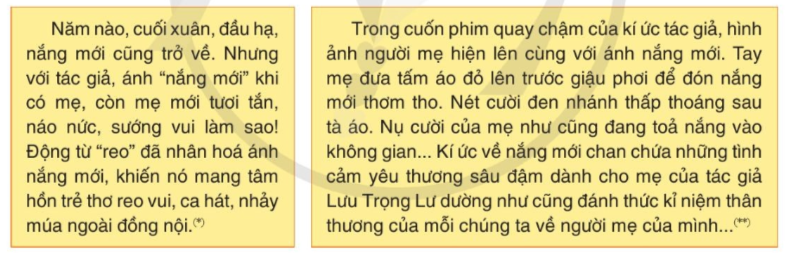 Năm nào, cuối xuân, đầu hạ,
nắng mới cũng trở về. Nhưng
với tác giả, ánh “nắng mới” khi
có mẹ, còn mẹ mới tươi tắn,
náo nức, sướng vui làm sao!
Động từ “reo” đã nhân hoá ánh
nắng mới, khiến nó mang tâm
hồn trẻ thơ reo vui, ca hát, nhảy
múa ngoài đồng nội.(*)
Trong cuốn phim quay chậm của kí ức tác giả, hình
ảnh người mẹ hiện lên cùng với ánh nắng mới. Tay
mẹ đưa tấm áo đỏ lên trước giậu phơi để đón nắng
mới thơm tho. Nét cười đen nhánh thấp thoáng sau
tà áo. Nụ cười của mẹ như cũng đang toả nắng vào
không gian... Kí ức về nắng mới chan chứa những tình
cảm yêu thương sâu đậm dành cho mẹ của tác giả
Lưu Trọng Lư dường như cũng đánh thức kỉ niệm thân
thương của mỗi chúng ta về người mẹ của mình...(**)